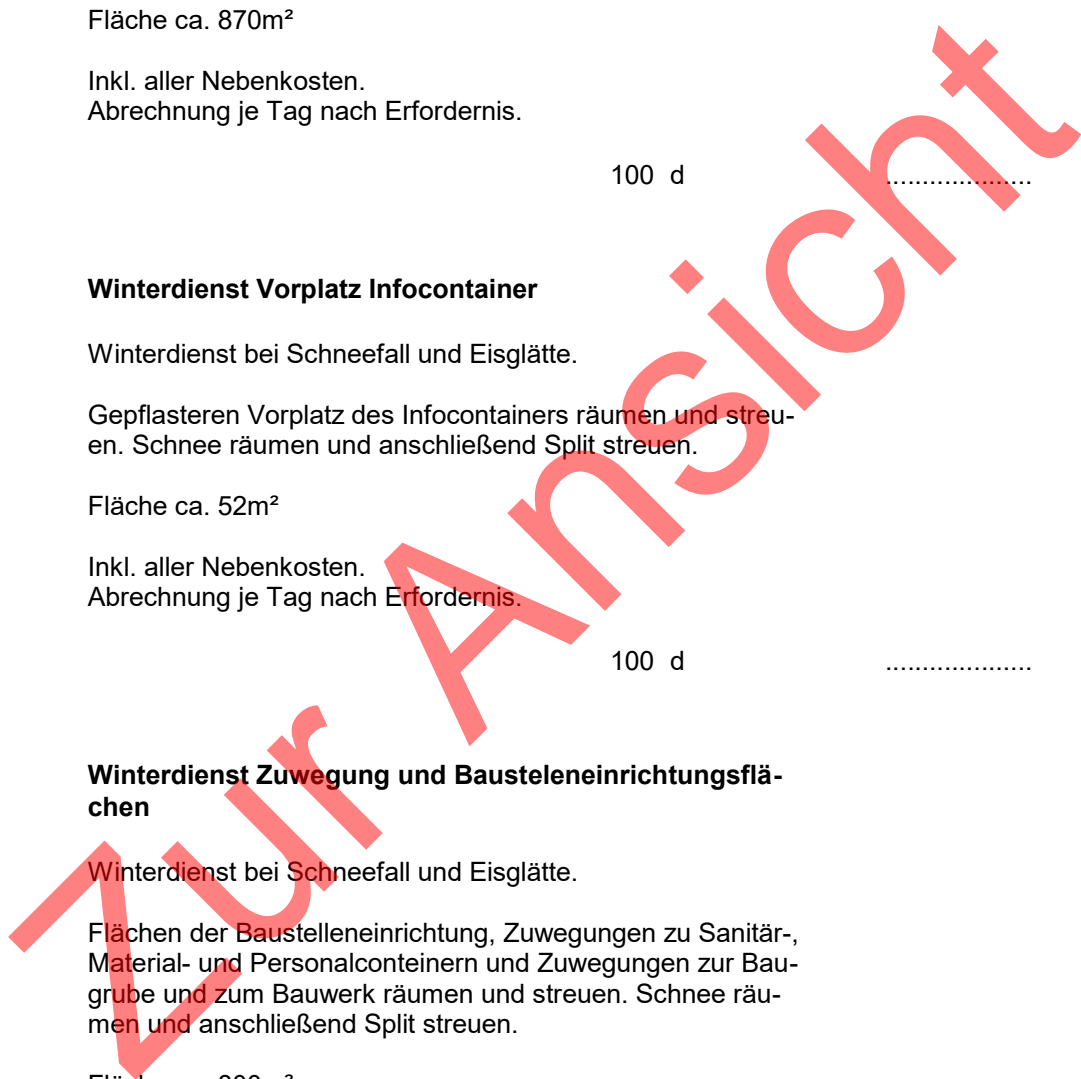 Fläche ca. 870m²
Inkl. aller Nebenkosten.
Abrechnung je Tag nach Erfordernis.
100 d ....................
Winterdienst Vorplatz Infocontainer
Winterdienst bei Schneefall und Eisglätte.
Gepflasteren Vorplatz des Infocontainers räumen und streu-
en. Schnee räumen und anschließend Split streuen.
Fläche ca. 52m²
Inkl. aller Nebenkosten.
Abrechnung je Tag nach Erfordernis.
100 d ....................
Winterdienst Zuwegung und Bausteleneinrichtungsflä-
chen
Winterdienst bei Schneefall und Eisglätte.
Flächen der Baustelleneinrichtung, Zuwegungen zu Sanitär-,
Material- und Personalconteinern und Zuwegungen zur Bau-
grube und zum Bauwerk räumen und streuen. Schnee räu-
men und anschließend Split streuen.
Zur Ansicht